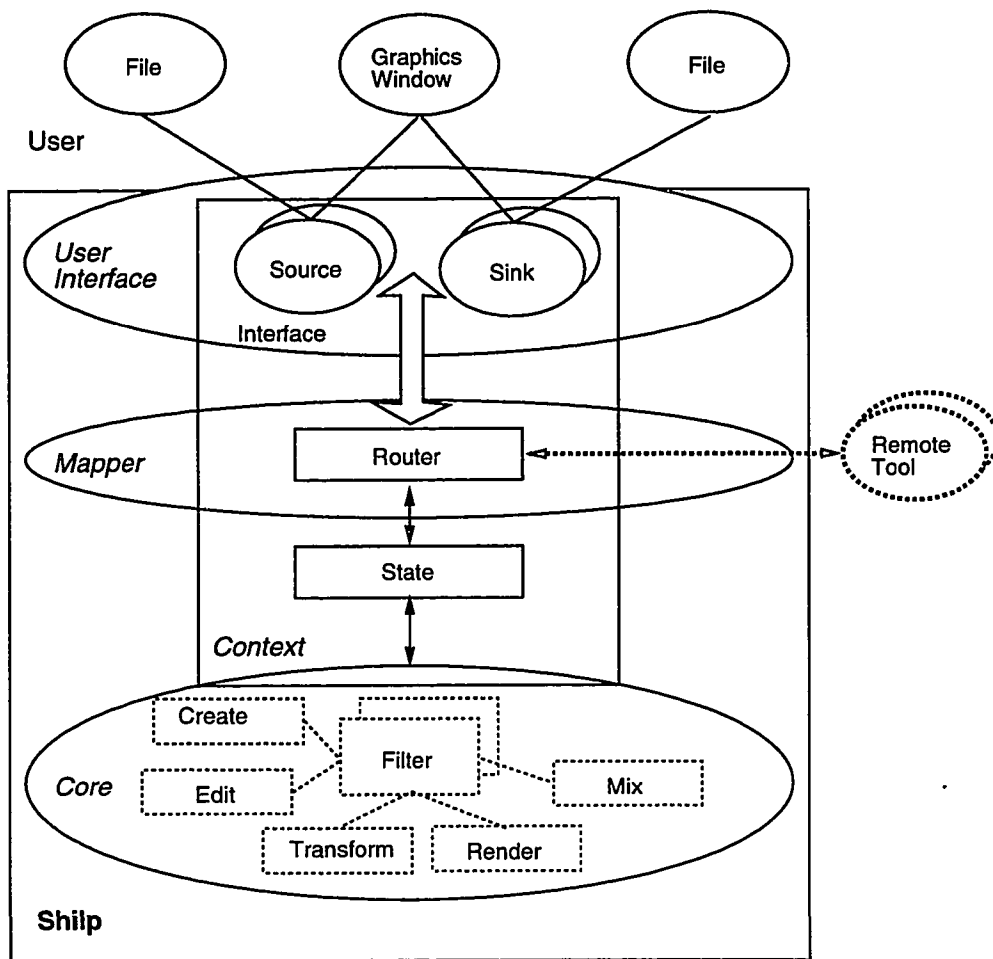 File
Graphics
Window
File
User
User
Interface
Source
Sink
Interface
Mapper
Router
Remote
Tool
State
Context
Create
Filter
Core
Edit
Mix
Transform
Render
Shilp